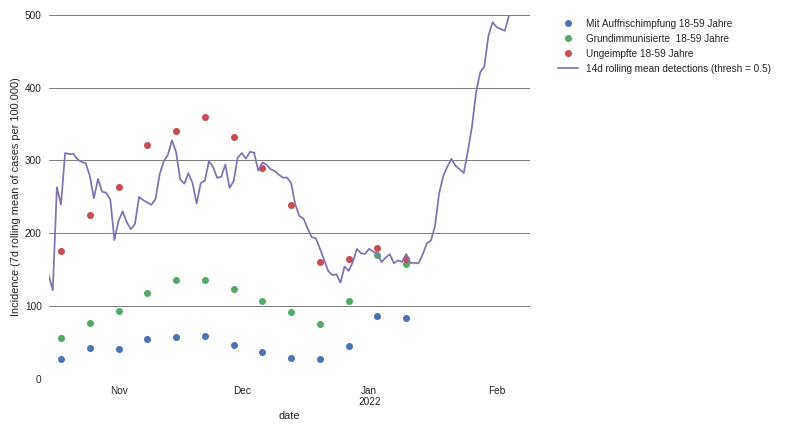 500
400
300
200
100
0
Incidence (7d rolling mean of cases per 100.000)
Nov
Dec
Jan
2022
Feb
date
Mit Auffrischimpfung 18-59 Jahre
Grundimmunisierte  18-59 Jahre
Ungeimpfte 18-59 Jahre
14d rolling mean detections (thresh = 0.5)